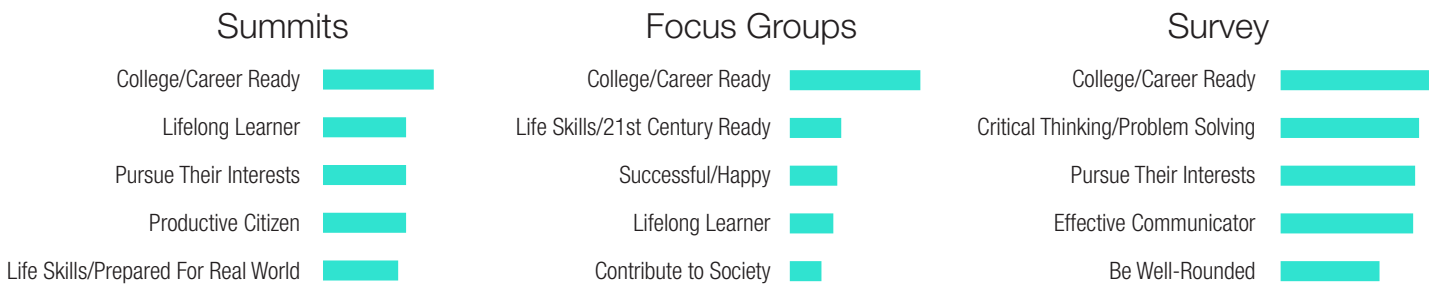 Summits
College/Career Ready
Lifelong Learner
Pursue Their Interests
Productive Citizen
Life Skills/Prepared For Real World
Focus Groups
College/Career Ready
Life Skills/21st Century Ready
Successful/Happy
Lifelong Learner
Contribute to Society
Survey
College/Career Ready
Critical Thinking/Problem Solving
Pursue Their Interests
Effective Communicator
Be Well-Rounded